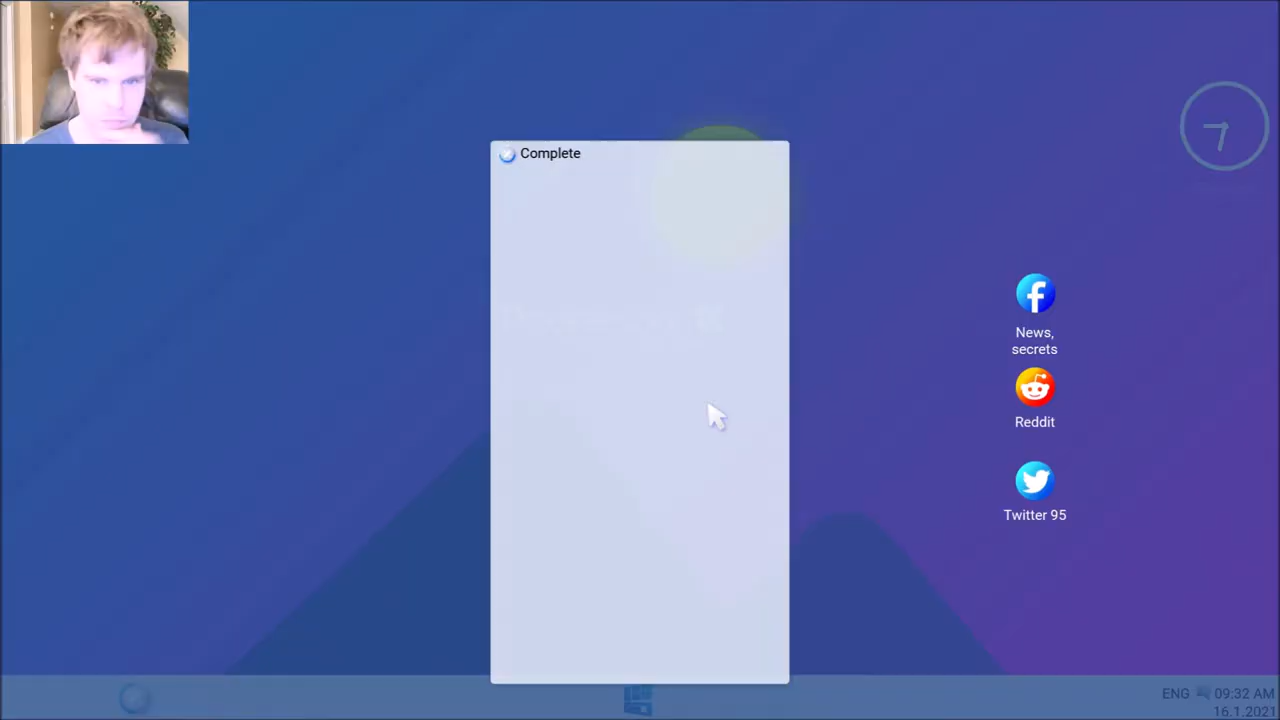 Complete
News,
secrets
Reddit
Twitter 95
ENG 09:32 AM
16.1.2021